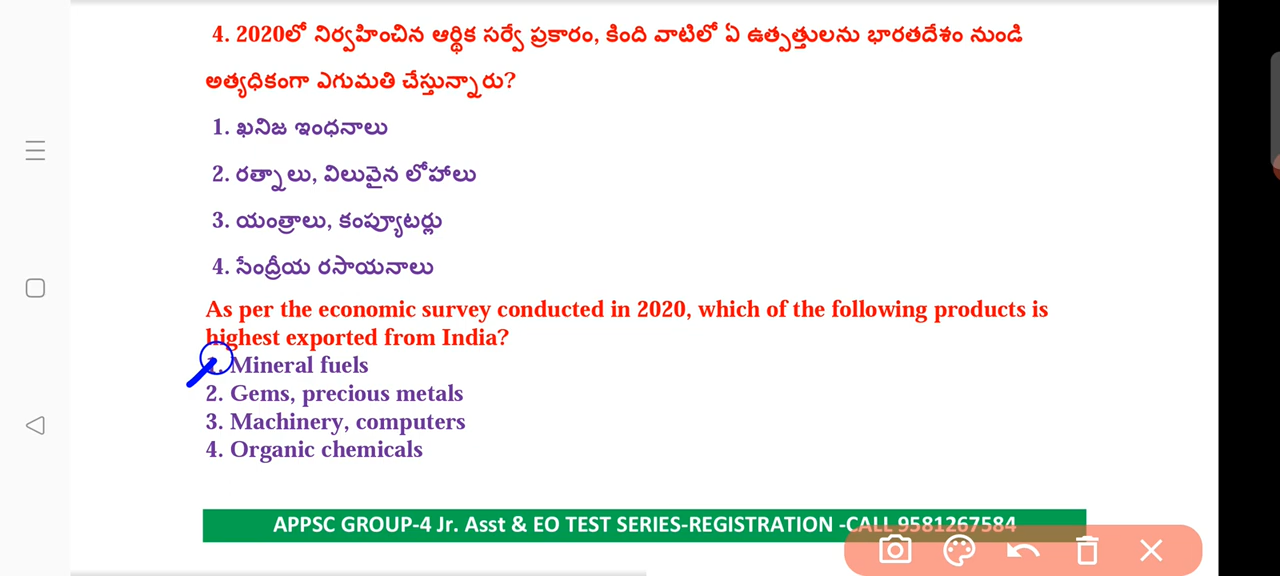 4. 2020లో నిర్వహించిన ఆర్థిక సర్వే ప్రకారం, కింది వాటిలో ఏ ఉత్పత్తులను భారతదేశం నుండి
అత్యధికంగా ఎగుమతి చేస్తున్నారు?
1. ఖనిజ ఇంధనాలు
2. రత్నాలు, విలువైన లోహాలు
3. యంత్రాలు, కంప్యూటర్లు
4. సేంద్రీయ రసాయనాలు
As per the economic survey conducted in 2020, which of the following products is
highest exported from India?
1. Mineral fuels
2. Gems, precious metals
3. Machinery, computers
4. Organic chemicals
APPSC GROUP-4 Jr. Asst & EO TEST SERIES-REGISTRATION -CALL 9581267584